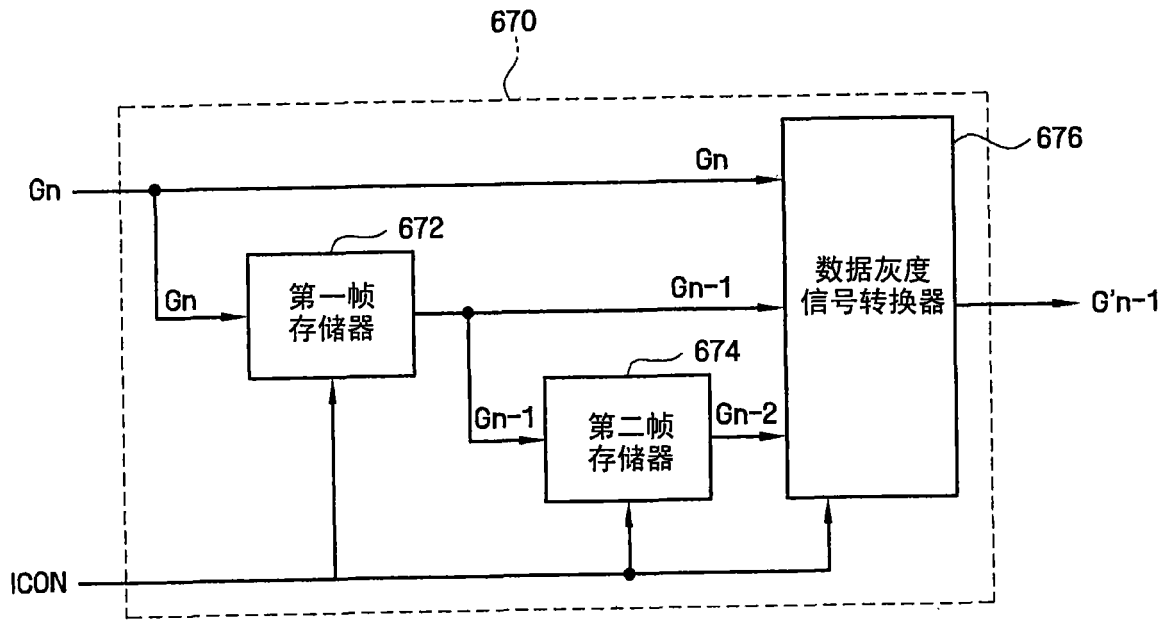 670
676
Gn
Gn
672
第一帧
存储器
Gn
Gn-1
数据灰度
信号转换器
G'n-1
674
第二帧
存储器
Gn-1
Gn-2
ICON